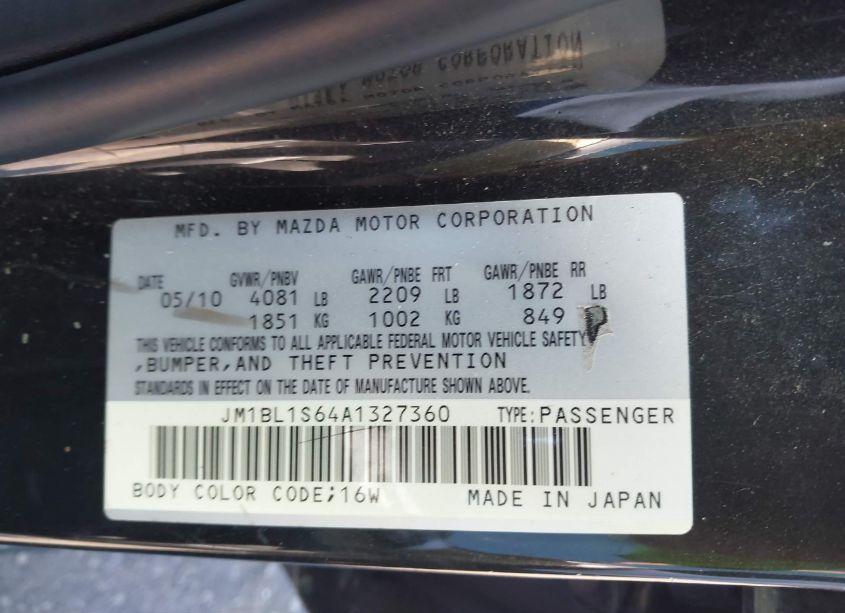 MFD. BY MAZDA MOTOR CORPORATION
DATE GVWR/PNBV GAWR/PNBE FRT GAWR/PNBE RR
05/10 4081 LB 2209 LB 1872 LB
1851 KG 1002 KG 849
THIS VEHICLE CONFORMS TO ALL APPLICABLE FEDERAL MOTOR VEHICLE SAFETY
,BUMPER,AND THEFT PREVENTION
STANDARDS IN EFFECT ON THE DATE OF MANUFACTURE SHOWN ABOVE.
JM1BL1S64A1327360 TYPE:PASSENGER
BODY COLOR CODE;16W MADE IN JAPAN